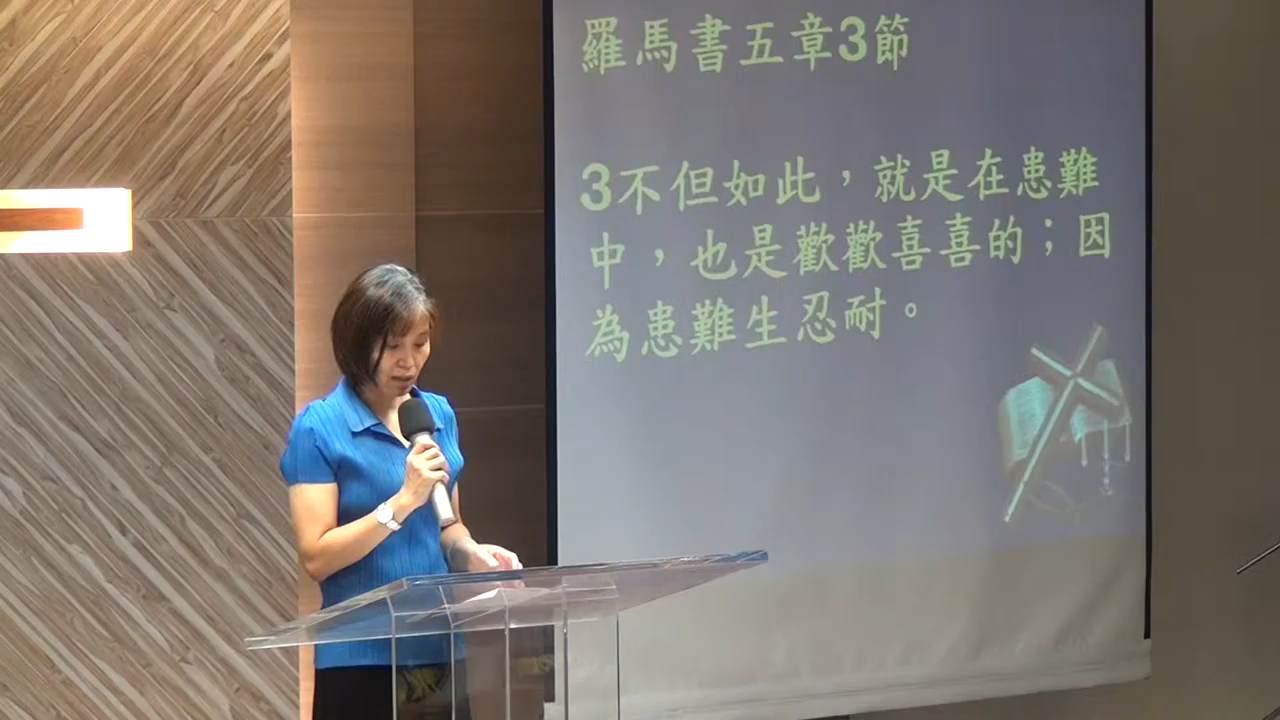 羅馬書五章3節
3不但如此，就是在患難
中，也是歡歡喜喜的；因
為患難生忍耐。